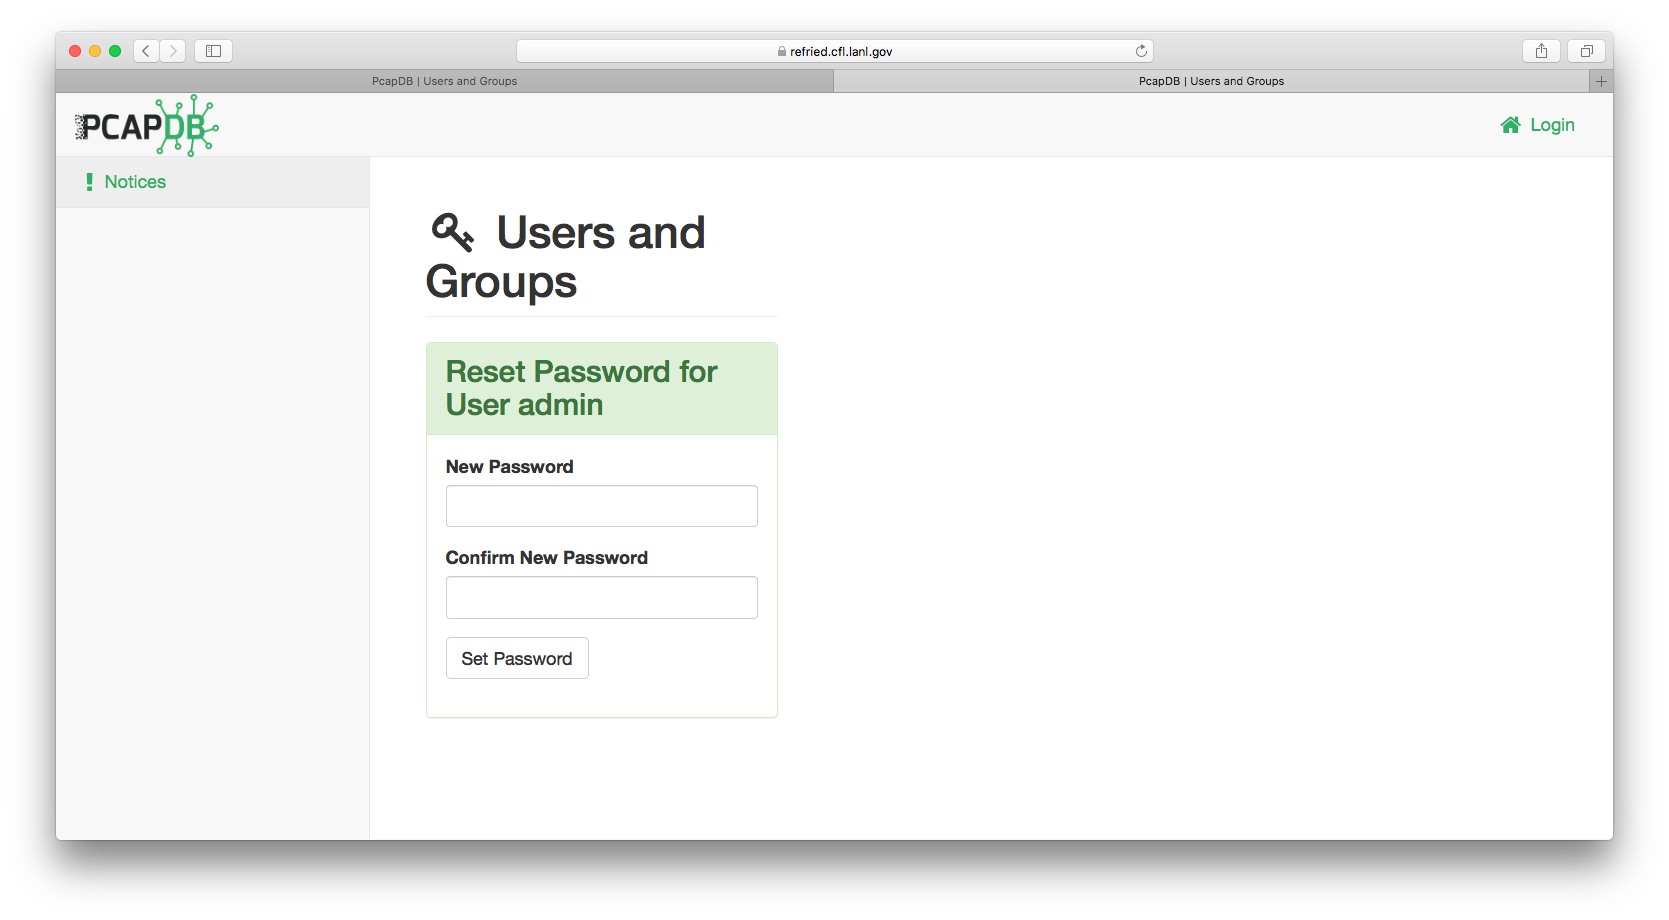 refried.cfl.lanl.gov
PcapDB | Users and Groups
PcapDB | Users and Groups
PCAPDB
Login
Notices
Users and
Groups
Reset Password for
User admin
New Password
Confirm New Password
Set Password